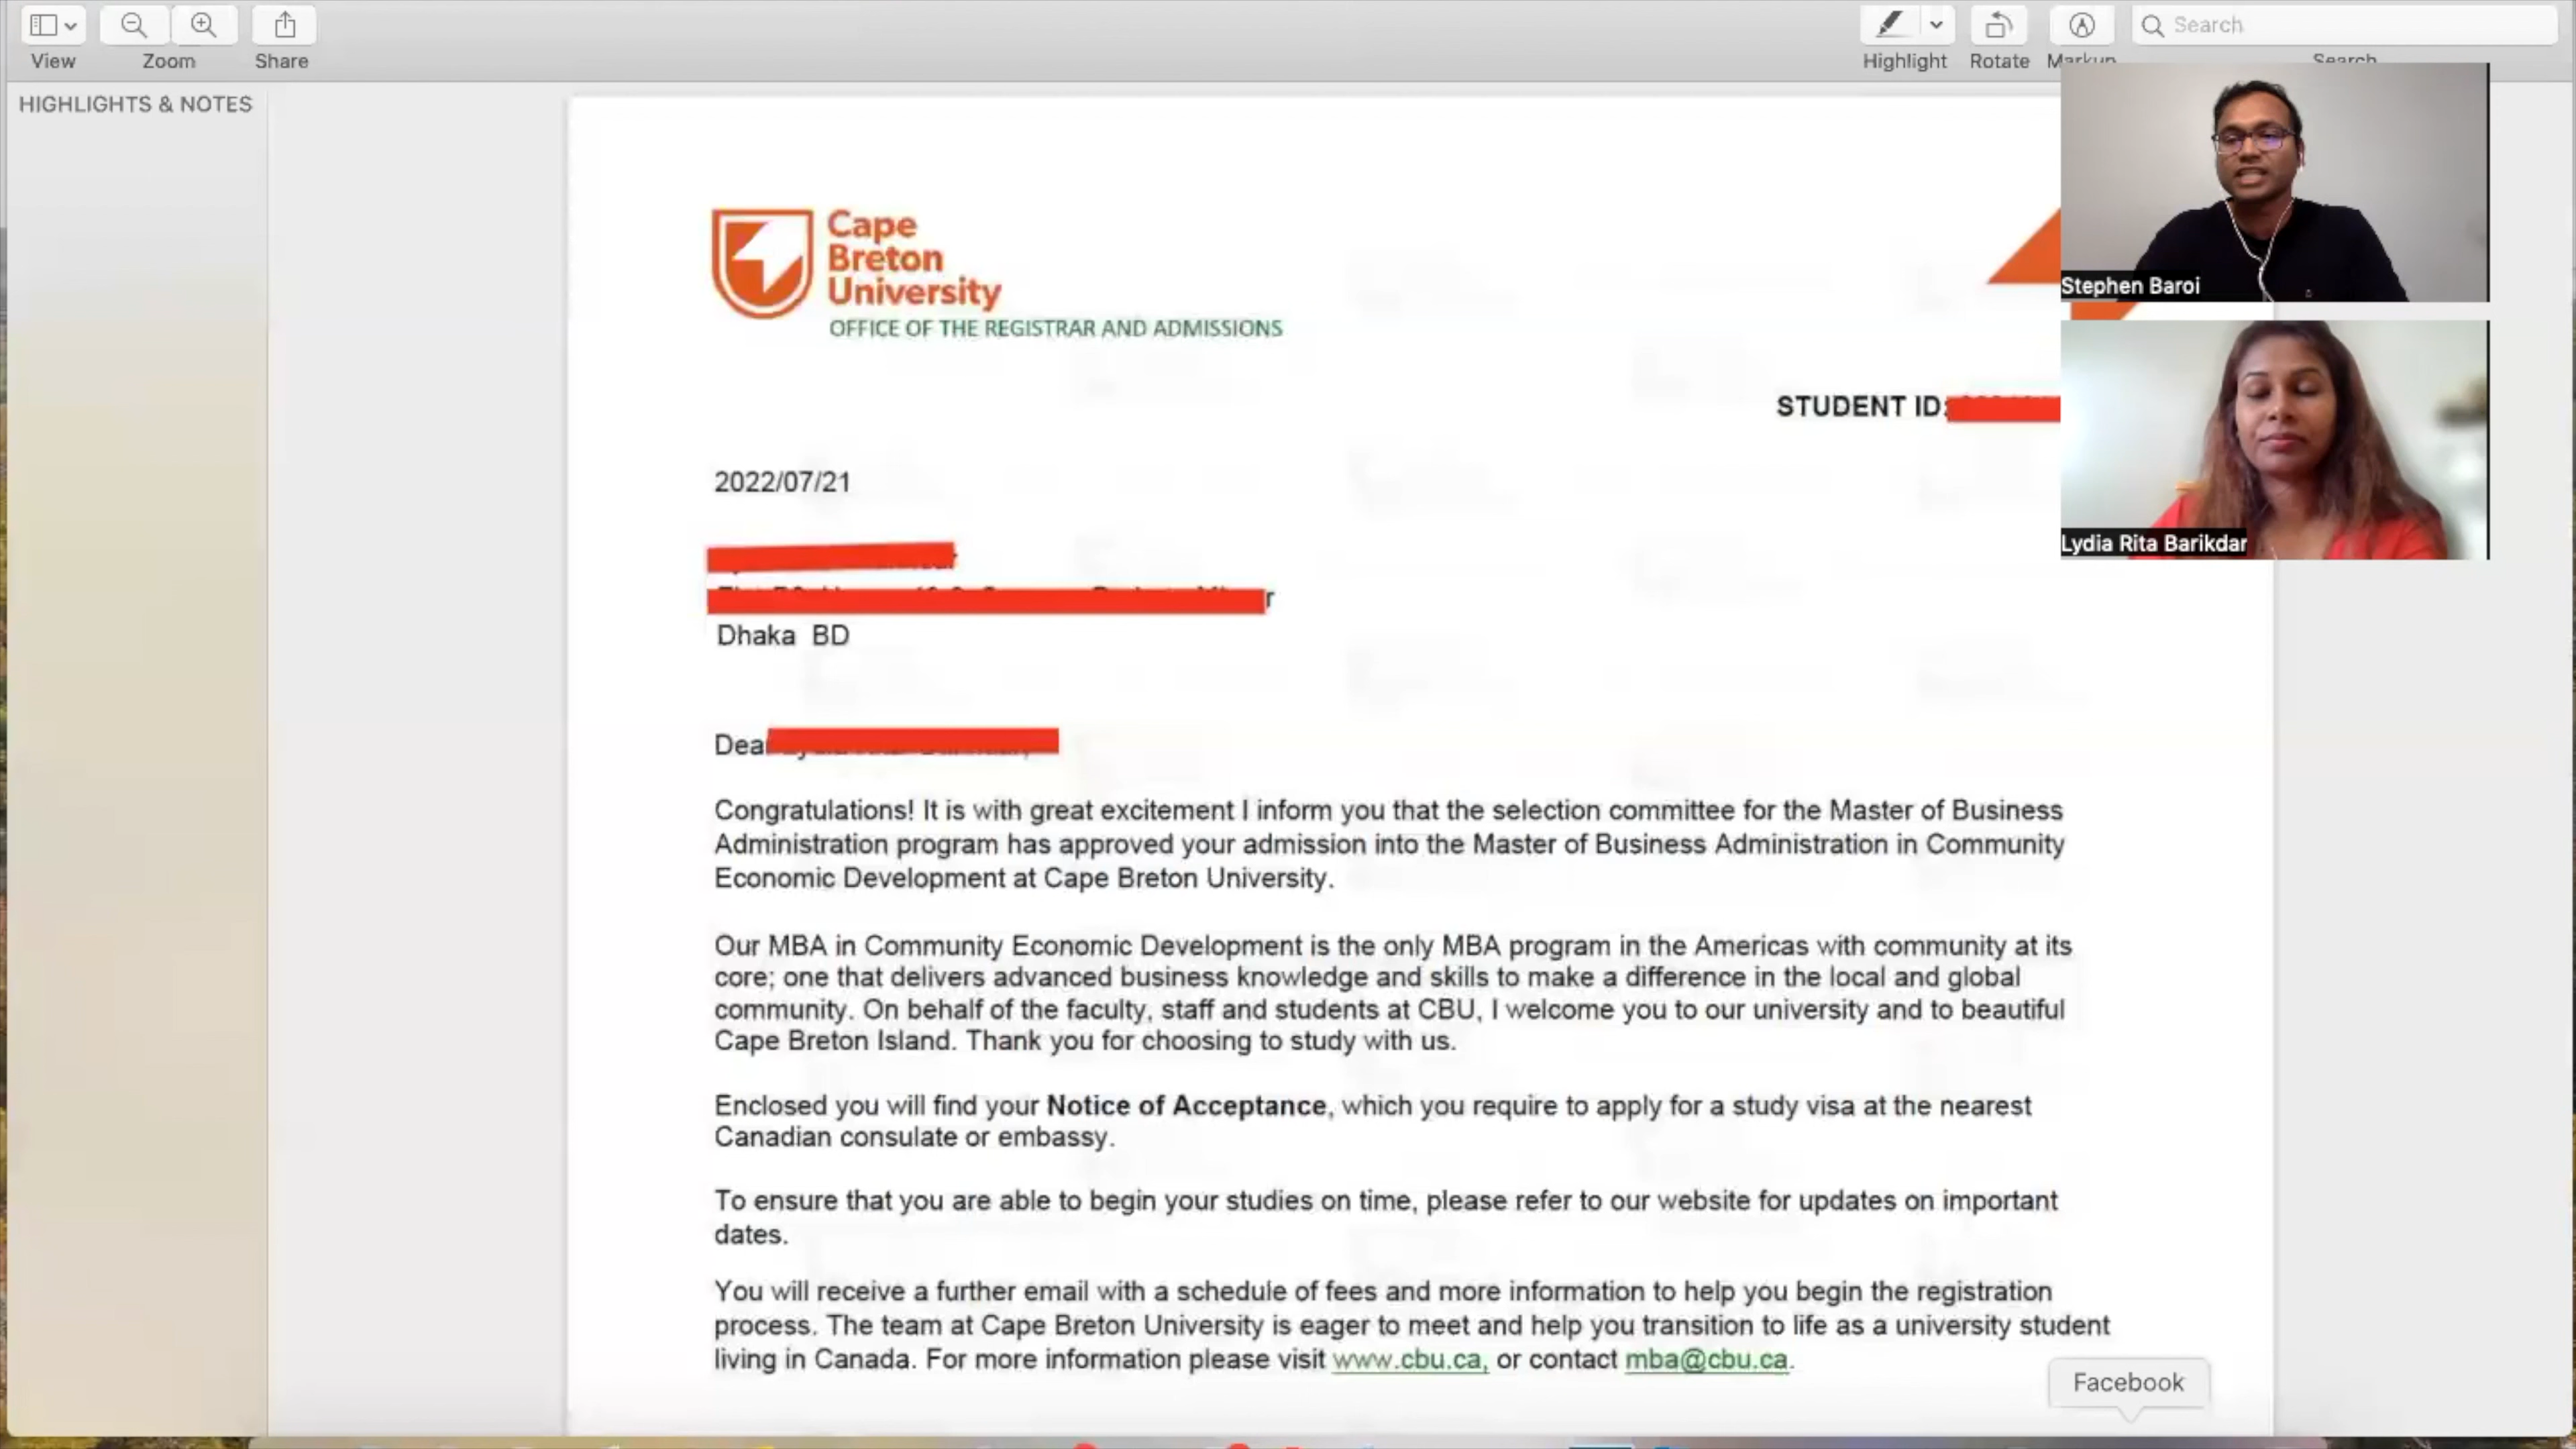 View
Zoom
Share
Highlight
Rotate
Markup
Search
Search
HIGHLIGHTS & NOTES
Cape
Breton
University
OFFICE OF THE REGISTRAR AND ADMISSIONS
Stephen Baroi
Lydia Rita Barikdar
STUDENT ID:
2022/07/21
Dhaka BD
Dear
Congratulations! It is with great excitement I inform you that the selection committee for the Master of Business
Administration program has approved your admission into the Master of Business Administration in Community
Economic Development at Cape Breton University.
Our MBA in Community Economic Development is the only MBA program in the Americas with community at its
core; one that delivers advanced business knowledge and skills to make a difference in the local and global
community. On behalf of the faculty, staff and students at CBU, I welcome you to our university and to beautiful
Cape Breton Island. Thank you for choosing to study with us.
Enclosed you will find your Notice of Acceptance, which you require to apply for a study visa at the nearest
Canadian consulate or embassy.
To ensure that you are able to begin your studies on time, please refer to our website for updates on important
dates.
You will receive a further email with a schedule of fees and more information to help you begin the registration
process. The team at Cape Breton University is eager to meet and help you transition to life as a university student
living in Canada. For more information please visit www.cbu.ca, or contact mba@cbu.ca.
Facebook